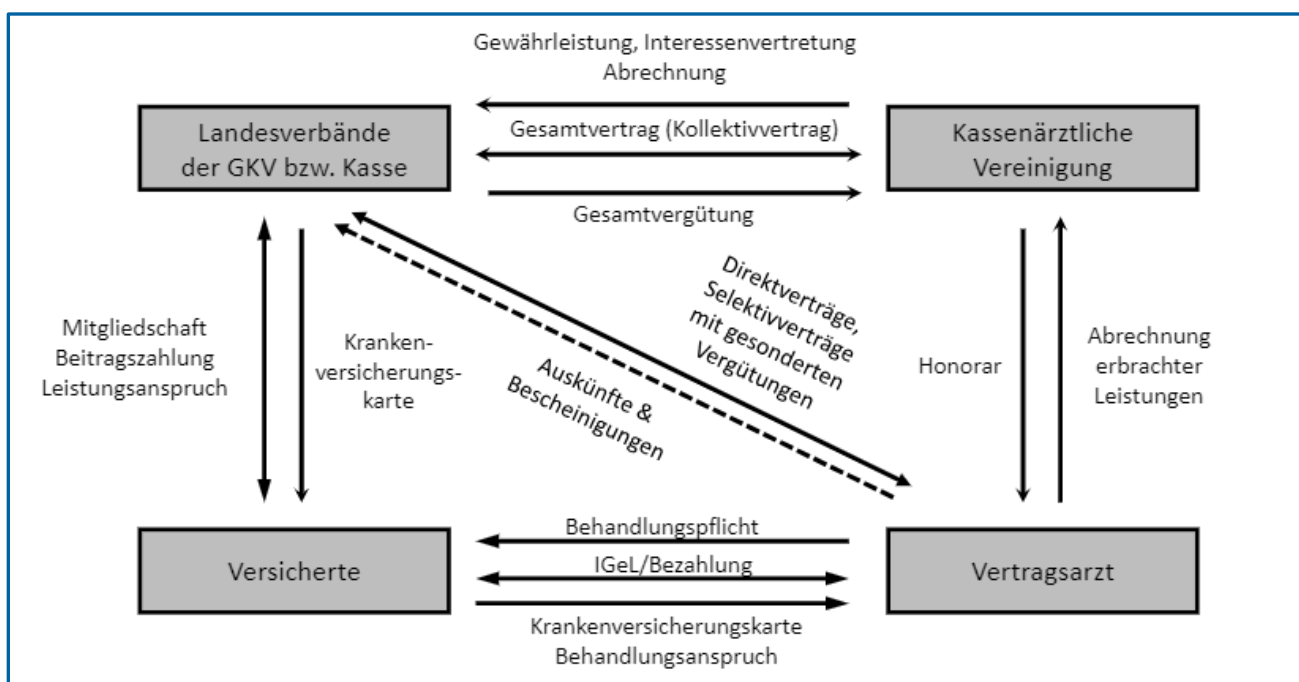 Gewährleistung, Interessenvertretung
Abrechnung
Landesverbände
der GKV bzw. Kasse
Gesamtvertrag (Kollektivvertrag)
Kassenärztliche
Vereinigung
Gesamtvergütung
Mitgliedschaft
Beitragszahlung
Leistungsanspruch
Kranken-
versicherungs-
karte
Auskünfte &
Bescheinigungen
Direktverträge,
Selektivverträge
mit gesonderten
Vergütungen
Honorar
Abrechnung
erbrachter
Leistungen
Versicherte
Behandlungspflicht
IGeL/Bezahlung
Krankenversicherungskarte
Behandlungsanspruch
Vertragsarzt